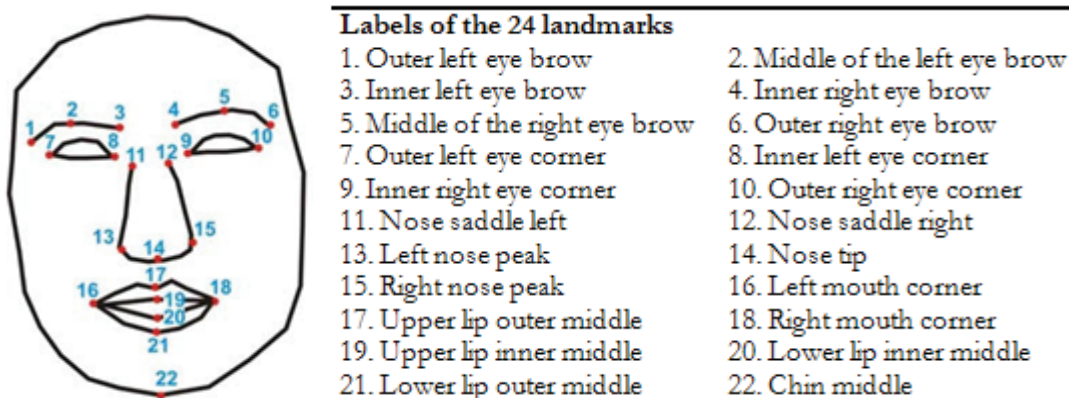 Labels of the 24 landmarks
1. Outer left eye brow 2. Middle of the left eye brow
3. Inner left eye brow 4. Inner right eye brow
5. Middle of the right eye brow 6. Outer right eye brow
7. Outer left eye corner 8. Inner left eye corner
9. Inner right eye corner 10. Outer right eye corner
11. Nose saddle left 12. Nose saddle right
13. Left nose peak 14. Nose tip
15. Right nose peak 16. Left mouth corner
17. Upper lip outer middle 18. Right mouth corner
19. Upper lip inner middle 20. Lower lip inner middle
21. Lower lip outer middle 22. Chin middle
1 2 3 4 5 6
7 8 9 10
11 12
13 14 15
16 17 18
19
20
21
22